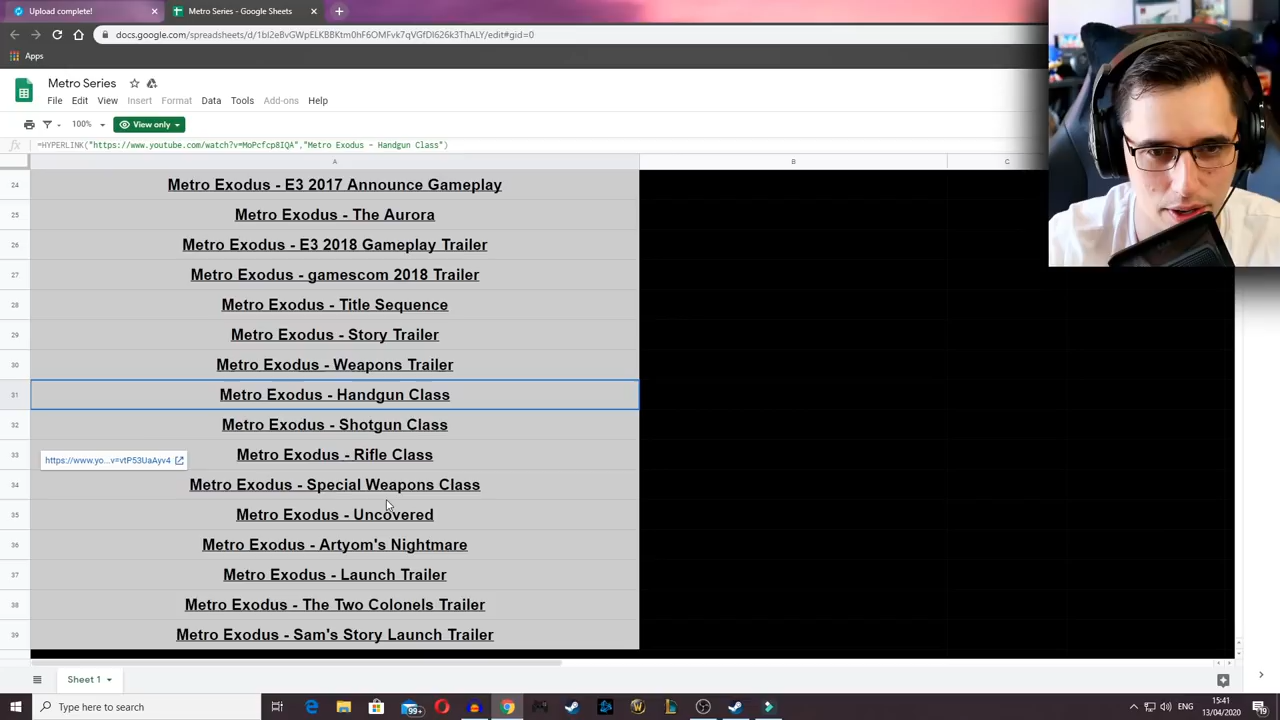 Upload complete!
Metro Series - Google Sheets
docs.google.com/spreadsheets/d/1bI2eBvGWpELKBBKtm0hF6OMFvk7qVGfDl626k3ThALY/edit#gid=0
Apps
Metro Series
File Edit View Insert Format Data Tools Add-ons Help
100% View only
fx =HYPERLINK("https://www.youtube.com/watch?v=MoPcfcp8IQA","Metro Exodus - Handgun Class")
A B C
24 Metro Exodus - E3 2017 Announce Gameplay
25 Metro Exodus - The Aurora
26 Metro Exodus - E3 2018 Gameplay Trailer
27 Metro Exodus - gamescom 2018 Trailer
28 Metro Exodus - Title Sequence
29 Metro Exodus - Story Trailer
30 Metro Exodus - Weapons Trailer
31 Metro Exodus - Handgun Class
32 Metro Exodus - Shotgun Class
33 Metro Exodus - Rifle Class
https://www.yo...v=vtP53UaAyv4
34 Metro Exodus - Special Weapons Class
35 Metro Exodus - Uncovered
36 Metro Exodus - Artyom's Nightmare
37 Metro Exodus - Launch Trailer
38 Metro Exodus - The Two Colonels Trailer
39 Metro Exodus - Sam's Story Launch Trailer
Sheet 1
Type here to search
99+
ENG
15:41
13/04/2020
19